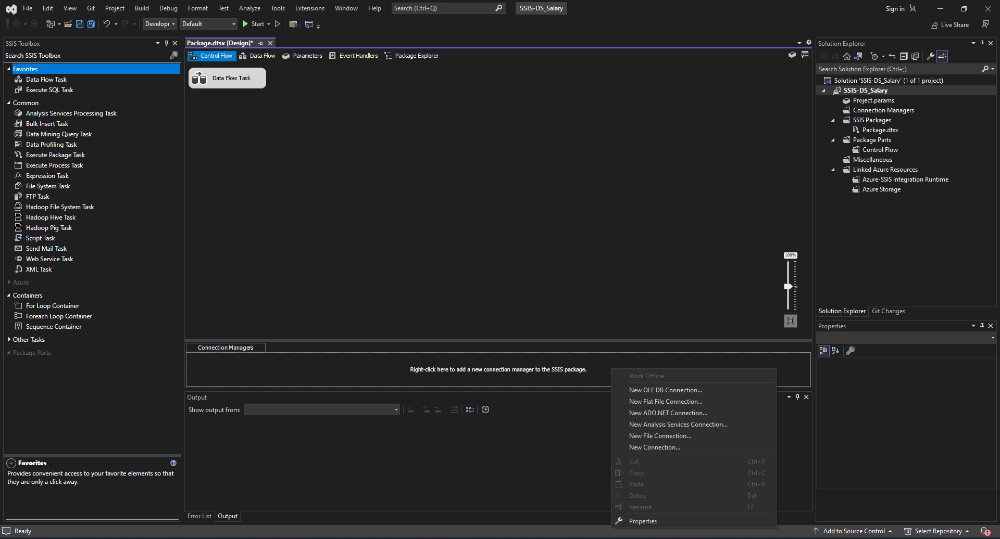 File Edit View Git Project Build Debug Format Test Analyze Tools Extensions Window Help Search (Ctrl+Q) SSIS-DS_Salary Sign in
Developı Default Start Live Share
SSIS Toolbox
Search SSIS Toolbox
Favorites
Data Flow Task
Execute SQL Task
Common
Analysis Services Processing Task
Bulk Insert Task
Data Mining Query Task
Data Profiling Task
Execute Package Task
Execute Process Task
Expression Task
File System Task
FTP Task
Hadoop File System Task
Hadoop Hive Task
Hadoop Pig Task
Script Task
Send Mail Task
Web Service Task
XML Task
Azure
Containers
For Loop Container
Foreach Loop Container
Sequence Container
Other Tasks
Package Parts
Favorites
Provides convenient access to your favorite elements so that
they are only a click away.
Package.dtsx [Design]*
Control Flow Data Flow Parameters Event Handlers Package Explorer
Data Flow Task
100%
Connection Managers
Right-click here to add a new connection manager to the SSIS package.
Output
Show output from:
Error List Output
Work Offline
New OLE DB Connection...
New Flat File Connection...
New ADO.NET Connection...
New Analysis Services Connection...
New File Connection...
New Connection...
Cut Ctrl+X
Copy Ctrl+C
Paste Ctrl+V
Delete Del
Rename F2
Properties
Solution Explorer
Search Solution Explorer (Ctrl+;)
Solution 'SSIS-DS_Salary' (1 of 1 project)
SSIS-DS_Salary
Project.params
Connection Managers
SSIS Packages
Package.dtsx
Package Parts
Control Flow
Miscellaneous
Linked Azure Resources
Azure-SSIS Integration Runtime
Azure Storage
Solution Explorer Git Changes
Properties
Ready Add to Source Control Select Repository 1